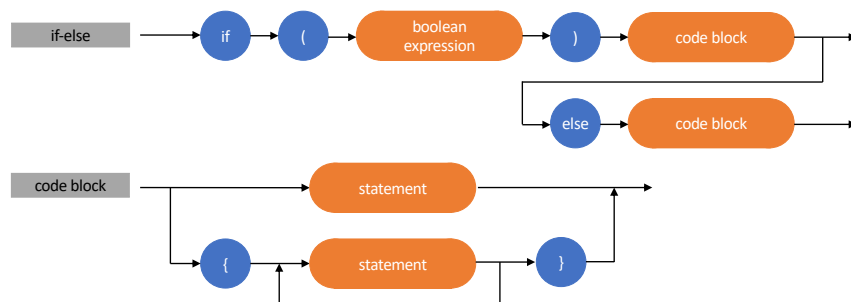 if-else
if
(
boolean
expression
)
code block
else
code block
code block
statement
{
statement
}